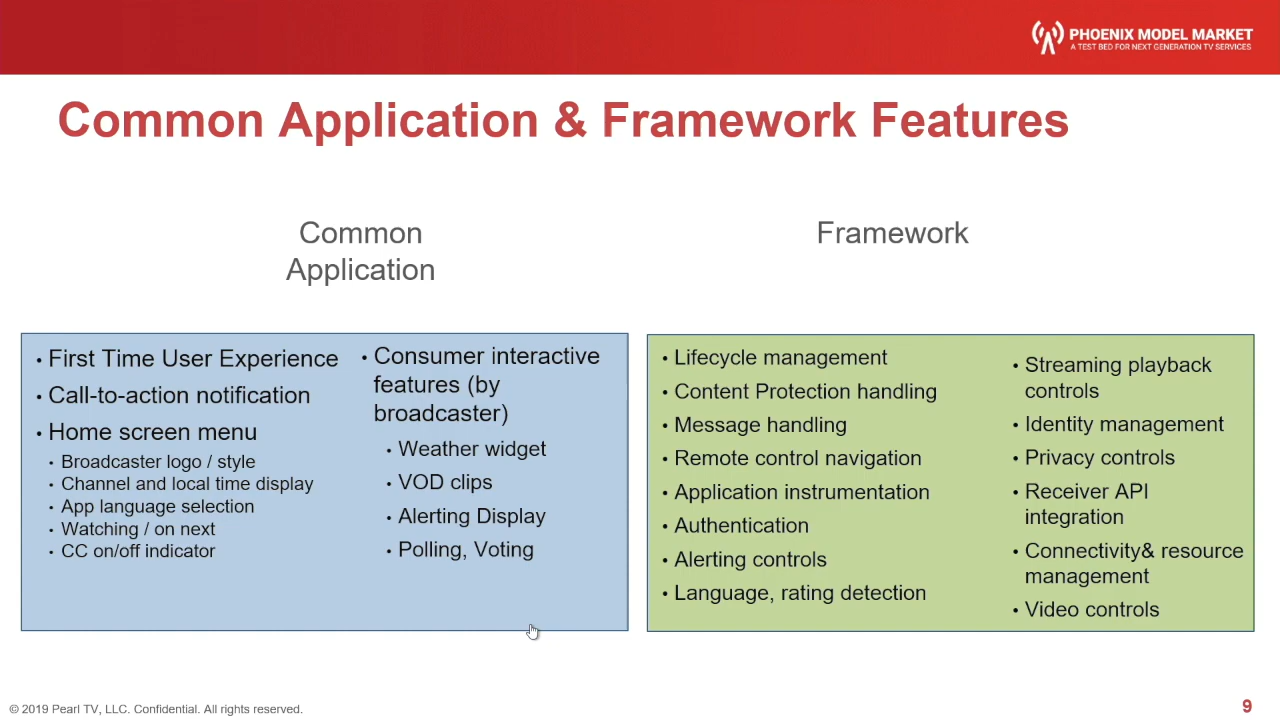 PHOENIX MODEL MARKET
A TEST BED FOR NEXT GENERATION TV SERVICES
Common Application & Framework Features
Common
Application
Framework
• First Time User Experience
• Call-to-action notification
• Home screen menu
• Broadcaster logo / style
• Channel and local time display
• App language selection
• Watching / on next
• CC on/off indicator
• Consumer interactive
features (by
broadcaster)
• Weather widget
• VOD clips
• Alerting Display
• Polling, Voting
• Lifecycle management
• Content Protection handling
• Message handling
• Remote control navigation
• Application instrumentation
• Authentication
• Alerting controls
• Language, rating detection
• Streaming playback
controls
• Identity management
• Privacy controls
• Receiver API
integration
• Connectivity& resource
management
• Video controls
© 2019 Pearl TV, LLC. Confidential. All rights reserved.
9